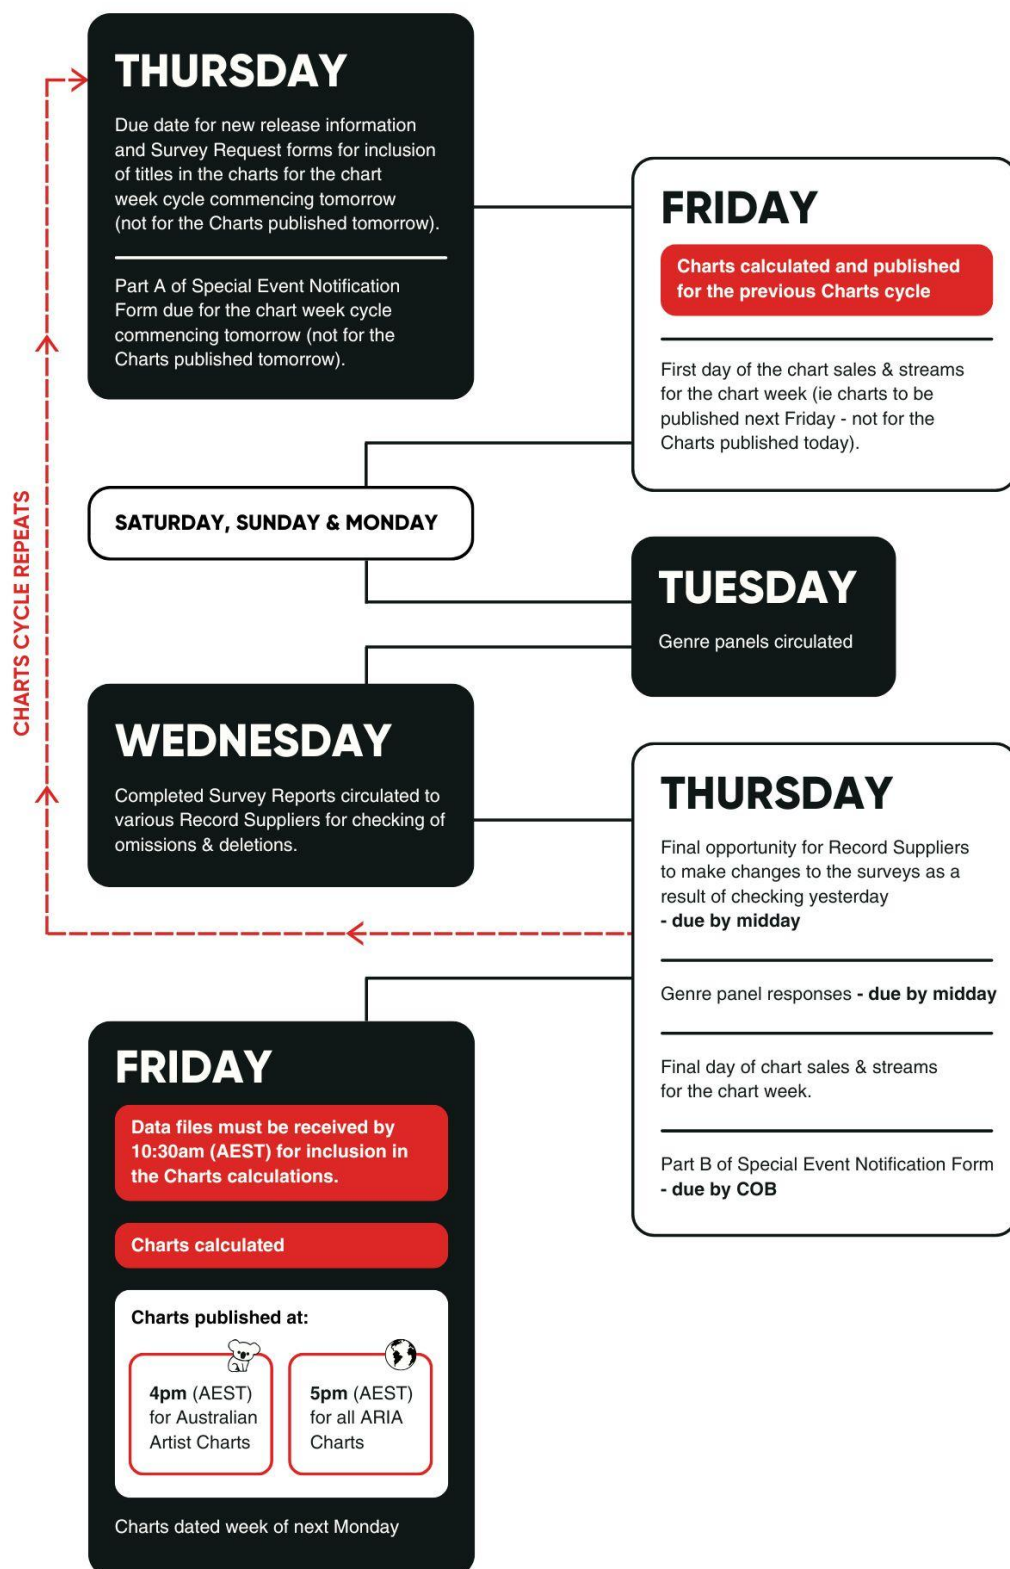 THURSDAY
Due date for new release information
and Survey Request forms for inclusion
of titles in the charts for the chart
week cycle commencing tomorrow
(not for the Charts published tomorrow).
Part A of Special Event Notification
Form due for the chart week cycle
commencing tomorrow (not for the
Charts published tomorrow).
FRIDAY
Charts calculated and published
for the previous Charts cycle
First day of the chart sales & streams
for the chart week (ie charts to be
published next Friday - not for the
Charts published today).
SATURDAY, SUNDAY & MONDAY
TUESDAY
Genre panels circulated
WEDNESDAY
Completed Survey Reports circulated to
various Record Suppliers for checking of
omissions & deletions.
THURSDAY
Final opportunity for Record Suppliers
to make changes to the surveys as a
result of checking yesterday
- due by midday
Genre panel responses - due by midday
Final day of chart sales & streams
for the chart week.
Part B of Special Event Notification Form
- due by COB
CHARTS CYCLE REPEATS
FRIDAY
Data files must be received by
10:30am (AEST) for inclusion in
the Charts calculations.
Charts calculated
Charts published at:
4pm (AEST)
for Australian
Artist Charts
5pm (AEST)
for all ARIA
Charts
Charts dated week of next Monday